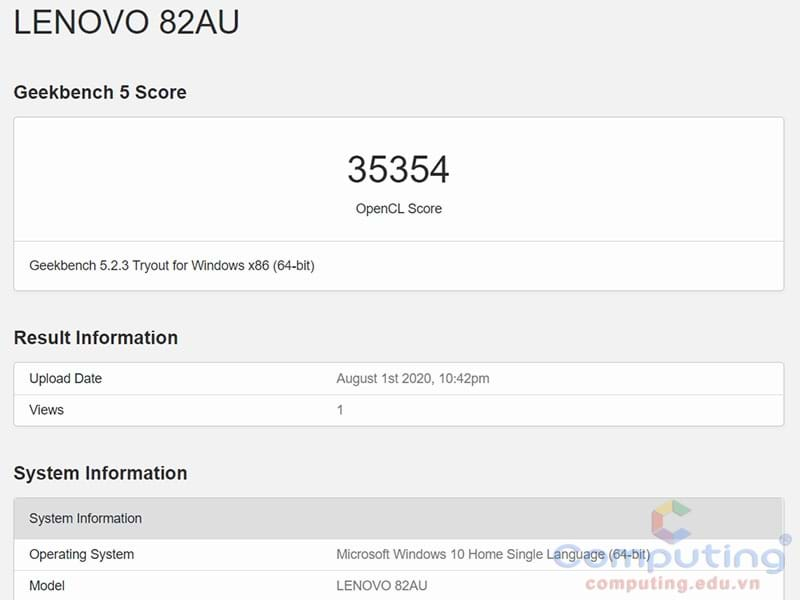 LENOVO 82AU
Geekbench 5 Score
35354
OpenCL Score
Geekbench 5.2.3 Tryout for Windows x86 (64-bit)
Result Information
Upload Date August 1st 2020, 10:42pm
Views 1
System Information
System Information
Operating System Microsoft Windows 10 Home Single Language (64-bit)
Model LENOVO 82AU
Computing®
computing.edu.vn